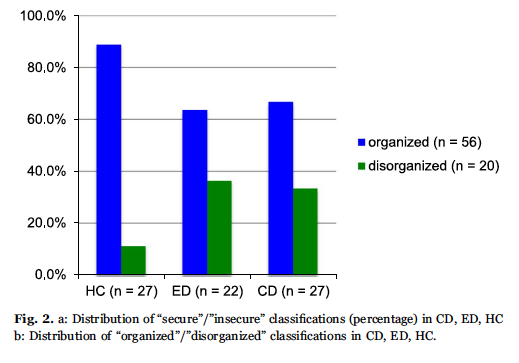 100,0%
80,0%
60,0%
40,0%
20,0%
0,0%
HC (n = 27) ED (n = 22) CD (n = 27)
organized (n = 56)
disorganized (n = 20)
Fig. 2. a: Distribution of “secure”/”insecure” classifications (percentage) in CD, ED, HC
b: Distribution of “organized”/”disorganized” classifications in CD, ED, HC.